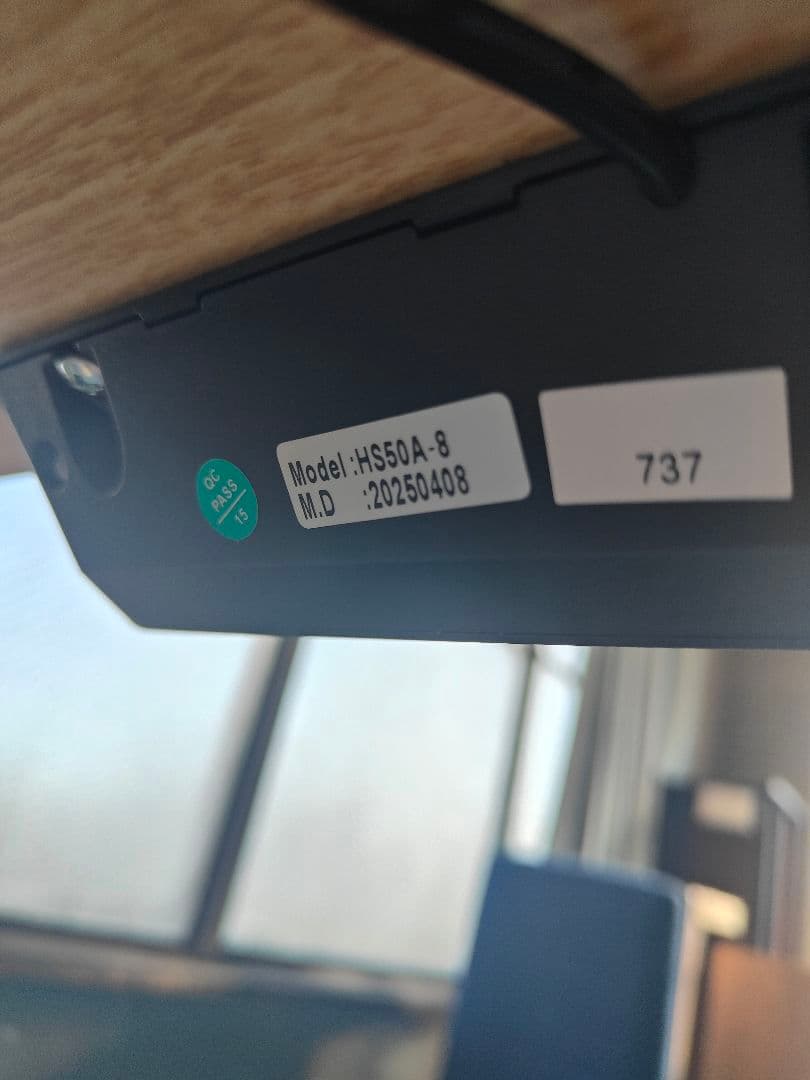 QC
PASS
15
Model :HS50A-8
M.D :20250408
737